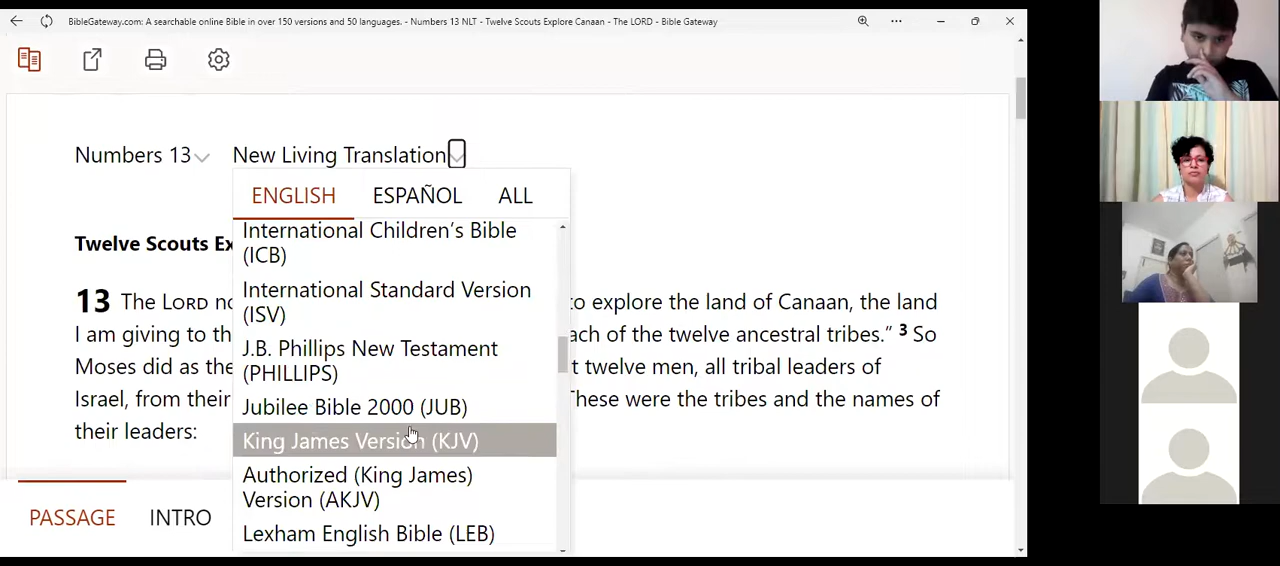 BibleGateway.com: A searchable online Bible in over 150 versions and 50 languages. - Numbers 13 NLT - Twelve Scouts Explore Canaan - The LORD - Bible Gateway
Numbers 13 New Living Translation
ENGLISH ESPAÑOL ALL
International Children’s Bible
(ICB)
International Standard Version
(ISV)
J.B. Phillips New Testament
(PHILLIPS)
Jubilee Bible 2000 (JUB)
King James Version (KJV)
Authorized (King James)
Version (AKJV)
Lexham English Bible (LEB)
Twelve Scouts Ex
13 The LORD no to explore the land of Canaan, the land
I am giving to th ach of the twelve ancestral tribes.” 3 So
Moses did as the t twelve men, all tribal leaders of
Israel, from their These were the tribes and the names of
their leaders:
PASSAGE INTRO